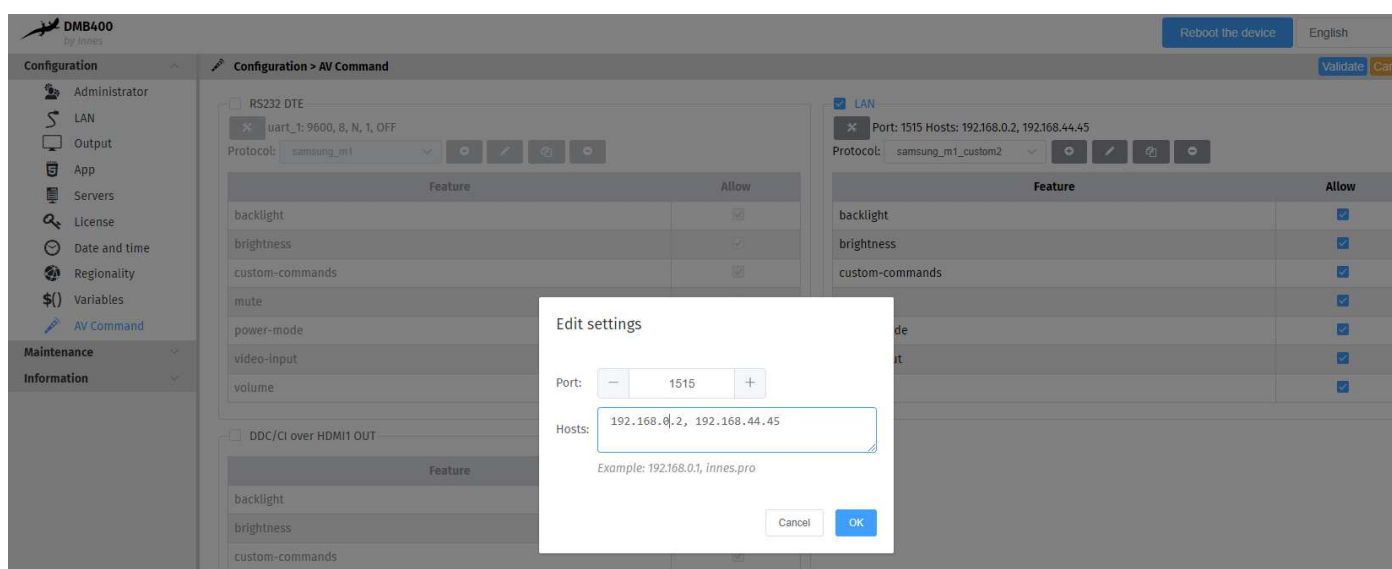 DMB400
by Innes
Reboot the device
English
Configuration
Configuration > AV Command
Validate
Administrator
LAN
Output
App
Servers
License
Date and time
Regionality
$() Variables
AV Command
Maintenance
Information
RS232 DTE
uart_1: 9600, 8, N, 1, OFF
Protocol: samsung_m1
Feature Allow
backlight
brightness
custom-commands
mute
power-mode
video-input
volume
LAN
Port: 1515 Hosts: 192.168.0.2, 192.168.44.45
Protocol: samsung_m1_custom2
Feature Allow
backlight
brightness
custom-commands
DDC/CI over HDMI1 OUT
Feature
backlight
brightness
custom-commands
Edit settings
Port: − 1515 +
Hosts: 192.168.0.2, 192.168.44.45
Example: 192.168.0.1, innes.pro
Cancel OK